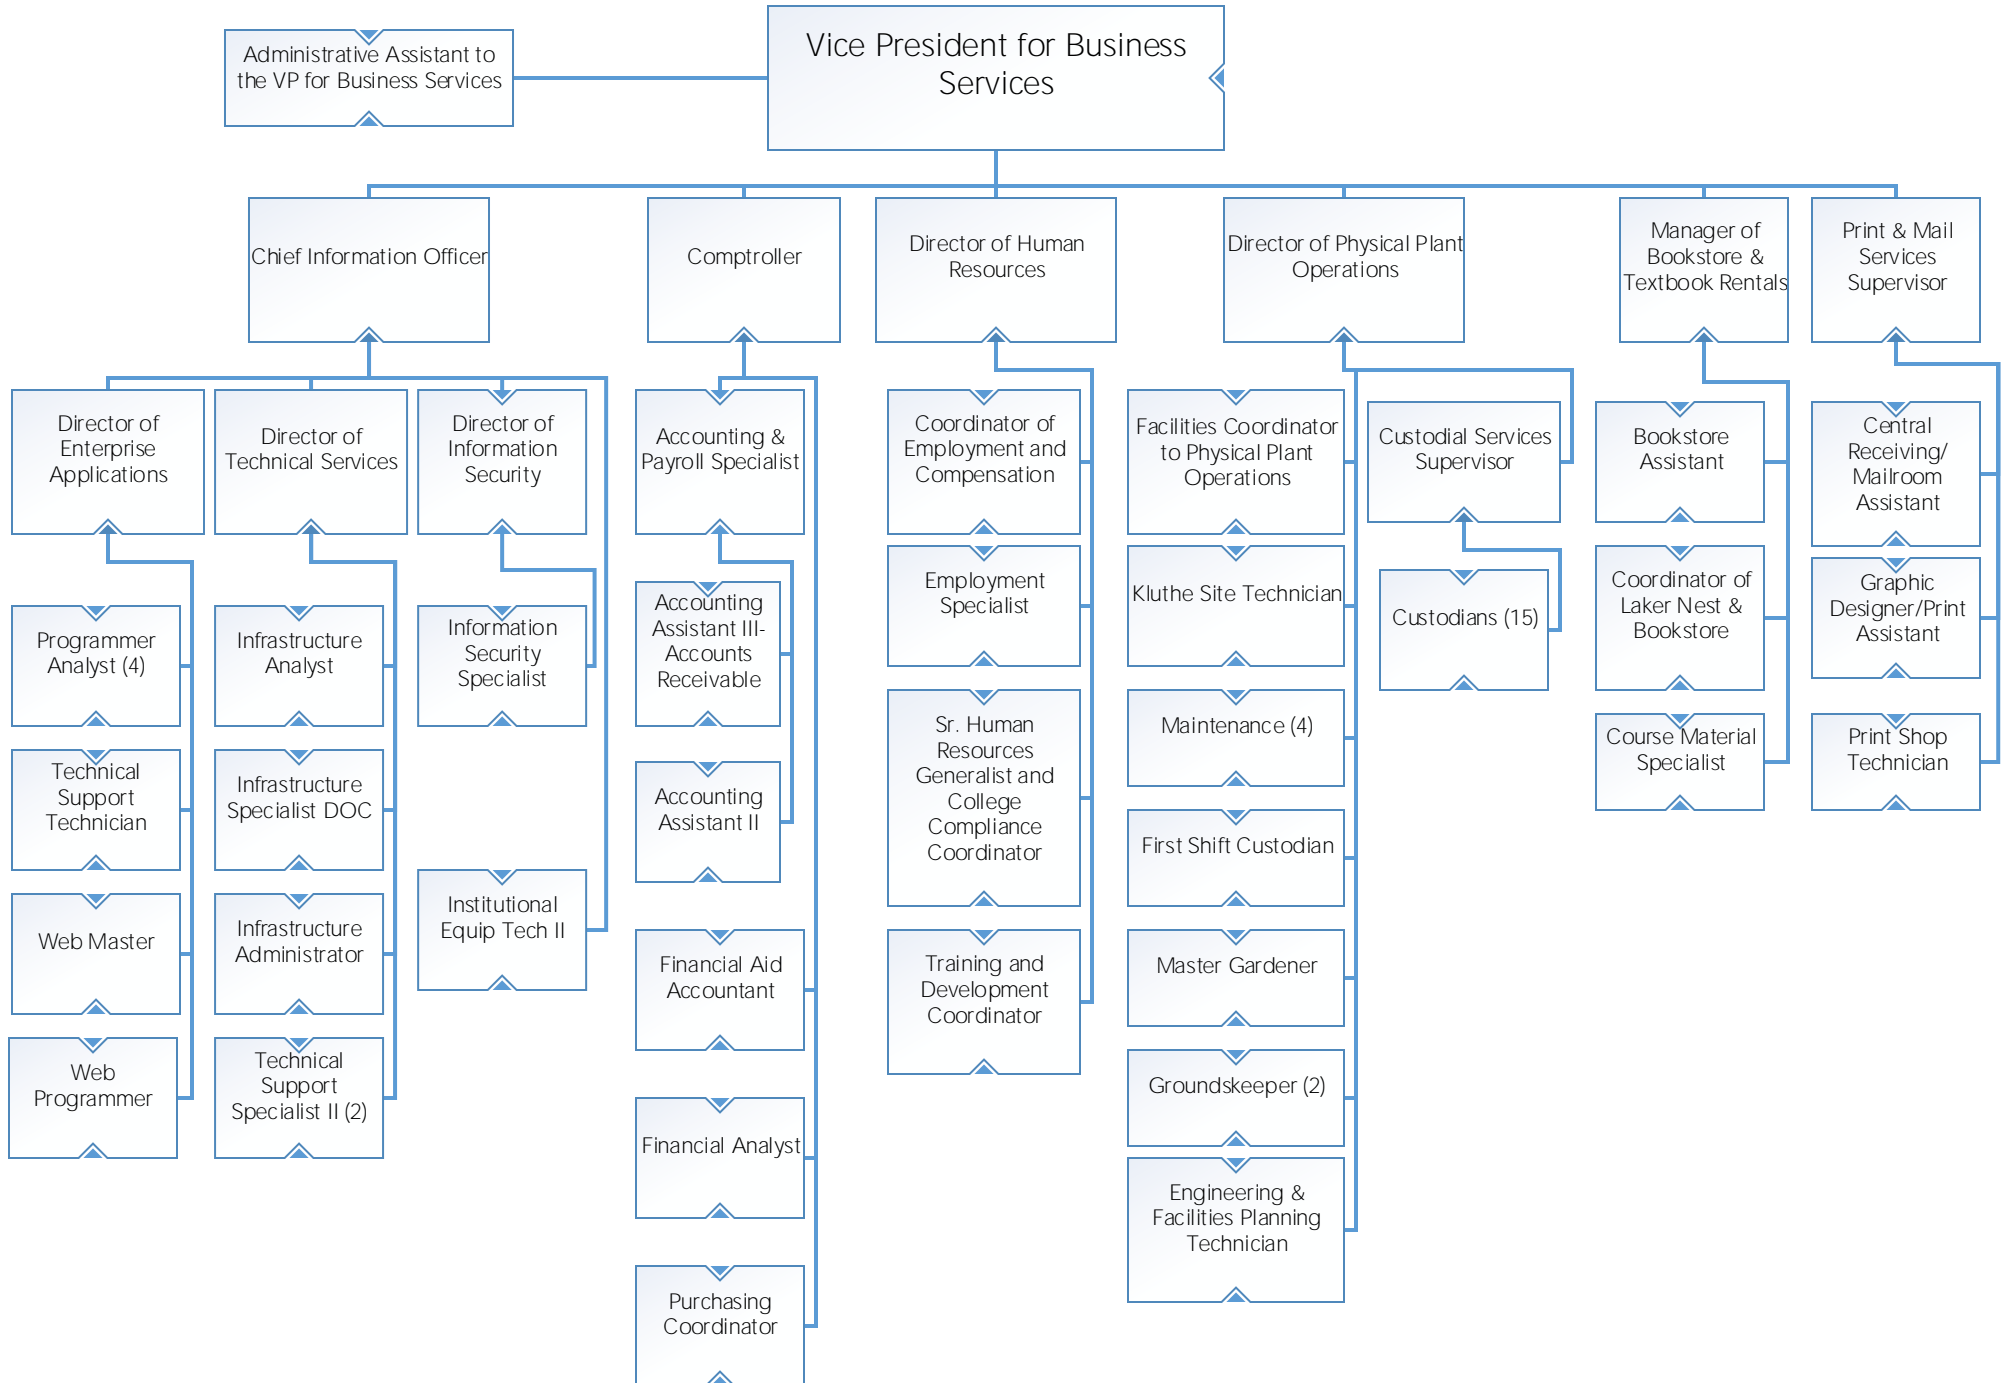 Administrative Assistant to
the VP for Business Services
Vice President for Business
Services
Chief Information Officer
Comptroller
Director of Human
Resources
Director of Physical Plant
Operations
Manager of
Bookstore &
Textbook Rentals
Print & Mail
Services
Supervisor
Director of
Enterprise
Applications
Director of
Technical Services
Director of
Information
Security
Accounting &
Payroll Specialist
Coordinator of
Employment and
Compensation
Facilities Coordinator
to Physical Plant
Operations
Custodial Services
Supervisor
Bookstore
Assistant
Central
Receiving/
Mailroom
Assistant
Programmer
Analyst (4)
Infrastructure
Analyst
Information
Security
Specialist
Accounting
Assistant III-
Accounts
Receivable
Employment
Specialist
Kluthe Site Technician
Custodians (15)
Coordinator of
Laker Nest &
Bookstore
Graphic
Designer/Print
Assistant
Technical
Support
Technician
Infrastructure
Specialist DOC
Accounting
Assistant II
Sr. Human
Resources
Generalist and
College
Compliance
Coordinator
Maintenance (4)
Course Material
Specialist
Print Shop
Technician
First Shift Custodian
Web Master
Infrastructure
Administrator
Institutional
Equip Tech II
Financial Aid
Accountant
Training and
Development
Coordinator
Master Gardener
Web
Programmer
Technical
Support
Specialist II (2)
Financial Analyst
Groundskeeper (2)
Engineering &
Facilities Planning
Technician
Purchasing
Coordinator